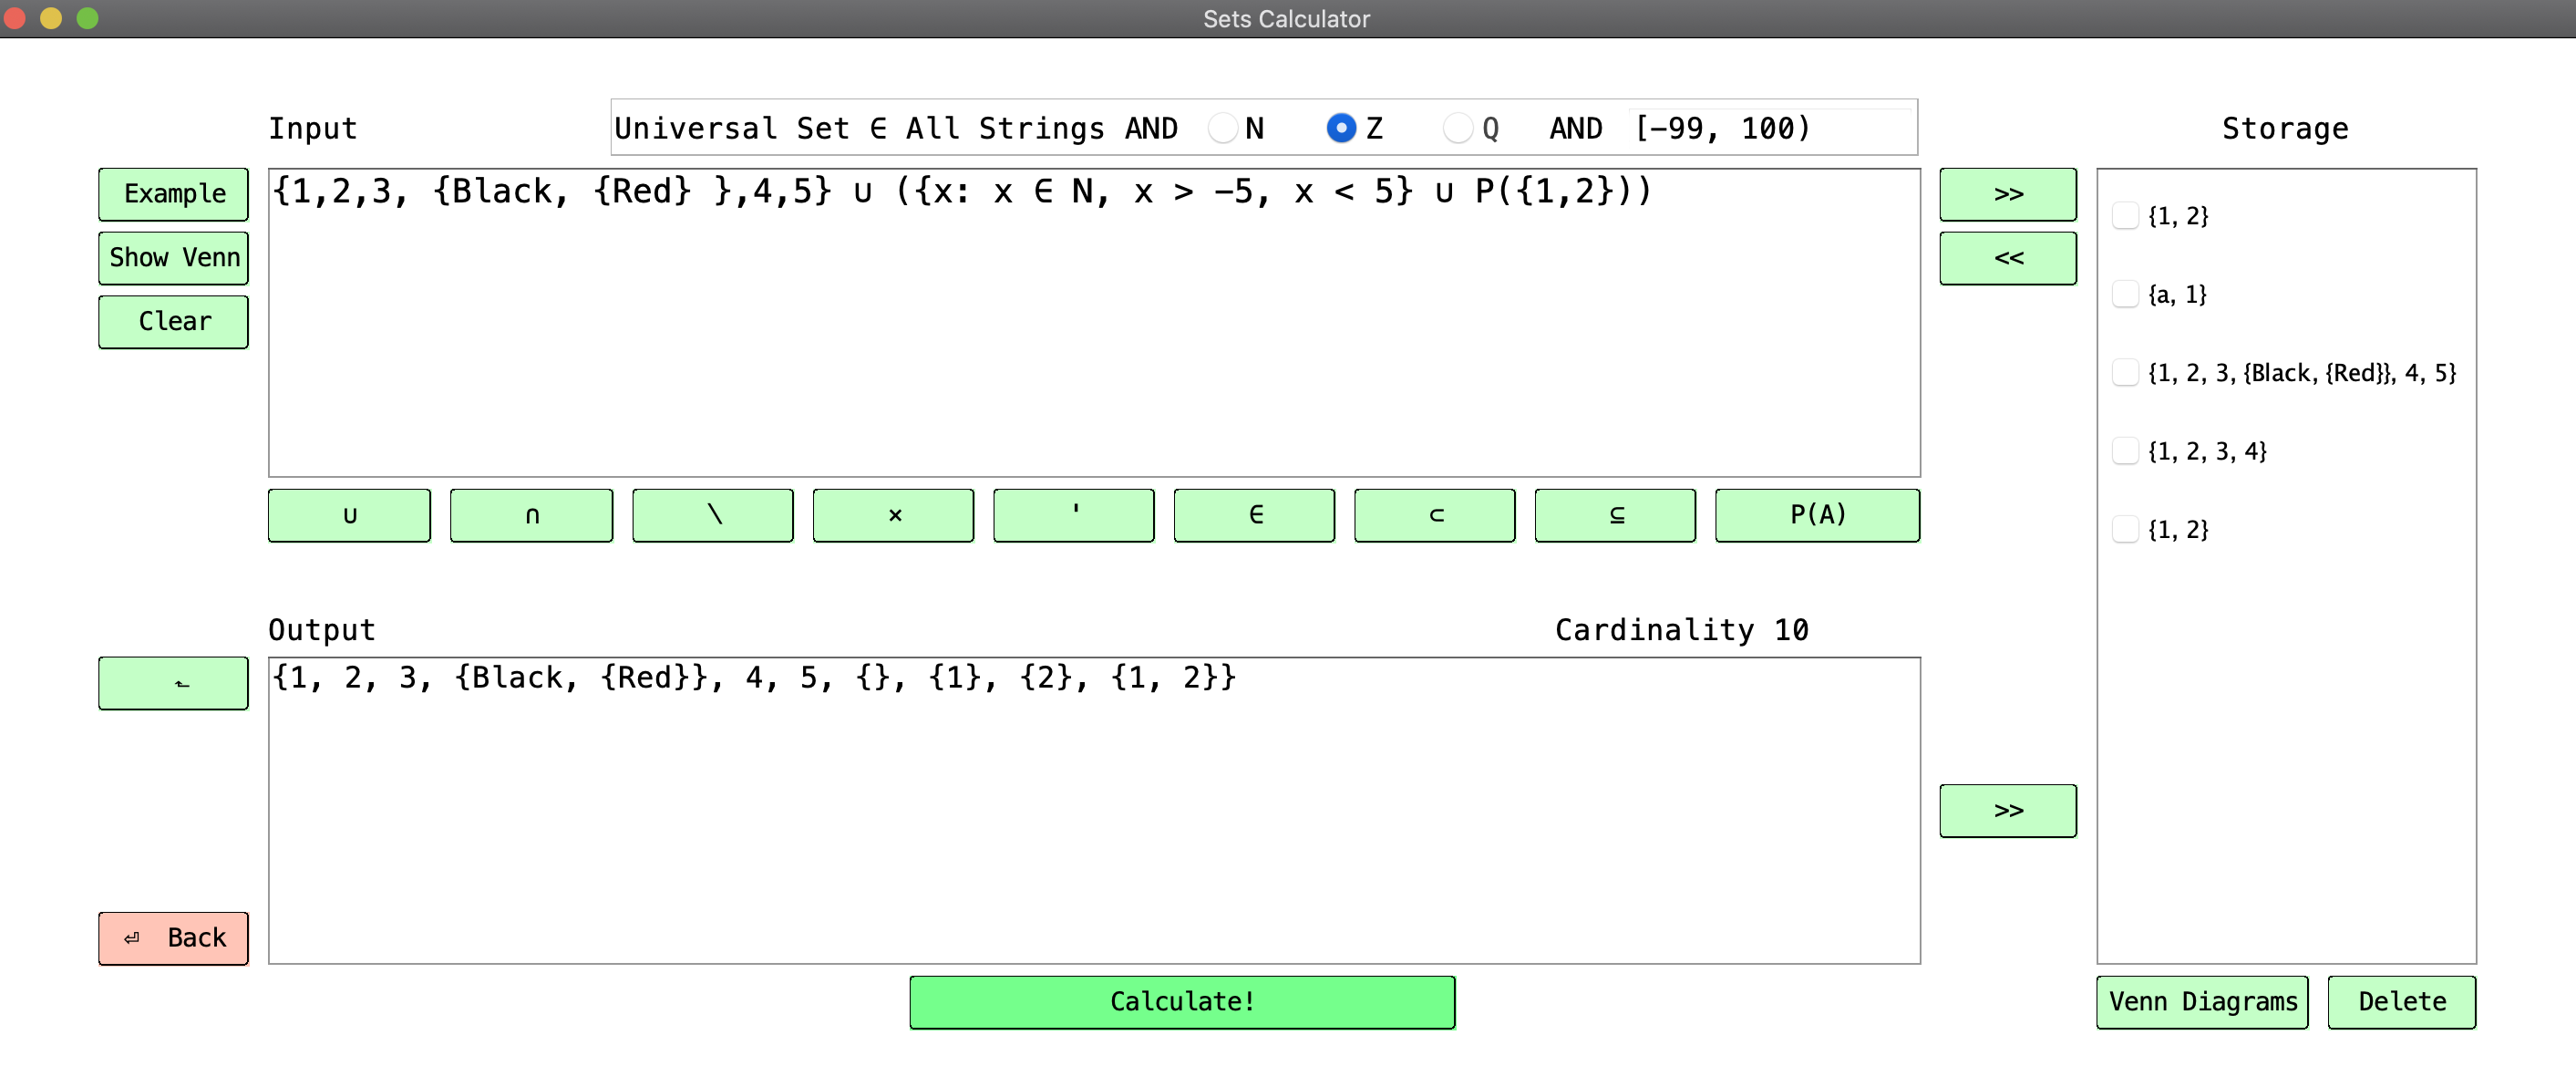 Sets Calculator
Input
Universal Set ∈ All Strings AND N Z Q AND [-99, 100)
Storage
Example
Show Venn
Clear
{1,2,3, {Black, {Red} },4,5} ∪ ({x: x ∈ N, x > -5, x < 5} ∪ P({1,2}))
>>
<<
{1, 2}
{a, 1}
{1, 2, 3, {Black, {Red}}, 4, 5}
{1, 2, 3, 4}
{1, 2}
∪ ∩ \ × ' ∈ ⊂ ⊆ P(A)
Output
Cardinality 10
⬑
{1, 2, 3, {Black, {Red}}, 4, 5, {}, {1}, {2}, {1, 2}}
>>
⏎ Back
Calculate!
Venn Diagrams
Delete